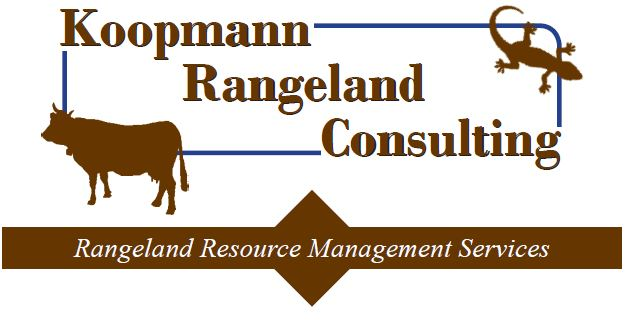 Koopmann
Rangeland
Consulting
Rangeland Resource Management Services